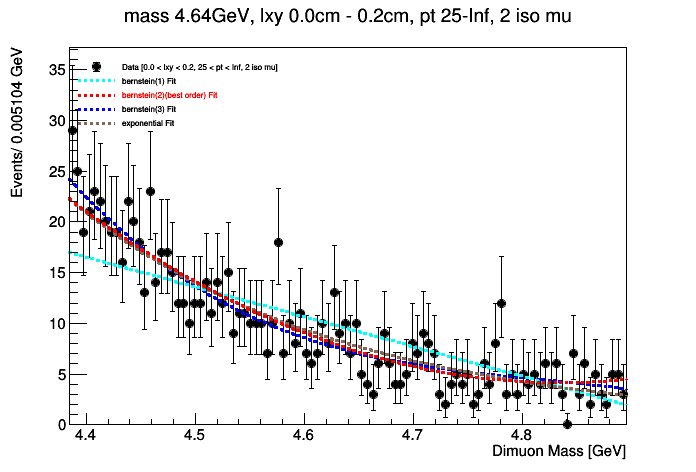 mass 4.64GeV, lxy 0.0cm - 0.2cm, pt 25-Inf, 2 iso mu
Events/ 0.005104 GeV
35
30
25
20
15
10
5
0
Data [0.0 < lxy < 0.2, 25 < pt < Inf, 2 iso mu]
bernstein(1) Fit
bernstein(2)(best order) Fit
bernstein(3) Fit
exponential Fit
4.4 4.5 4.6 4.7 4.8
Dimuon Mass [GeV]